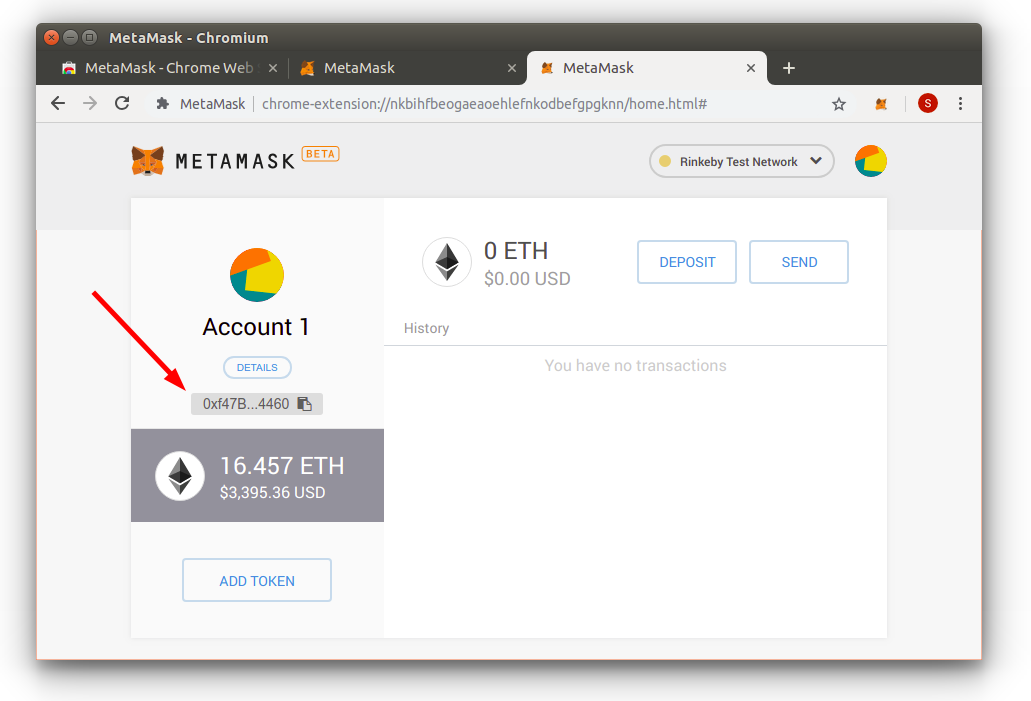 MetaMask - Chromium
MetaMask - Chrome Web
MetaMask
MetaMask
MetaMask
chrome-extension://nkbihfbeogaeaoehlefnkodbefgpgknn/home.html#
S
METAMASK BETA
Rinkeby Test Network
Account 1
DETAILS
0xf47B...4460
16.457 ETH
$3,395.36 USD
ADD TOKEN
0 ETH
$0.00 USD
DEPOSIT
SEND
History
You have no transactions